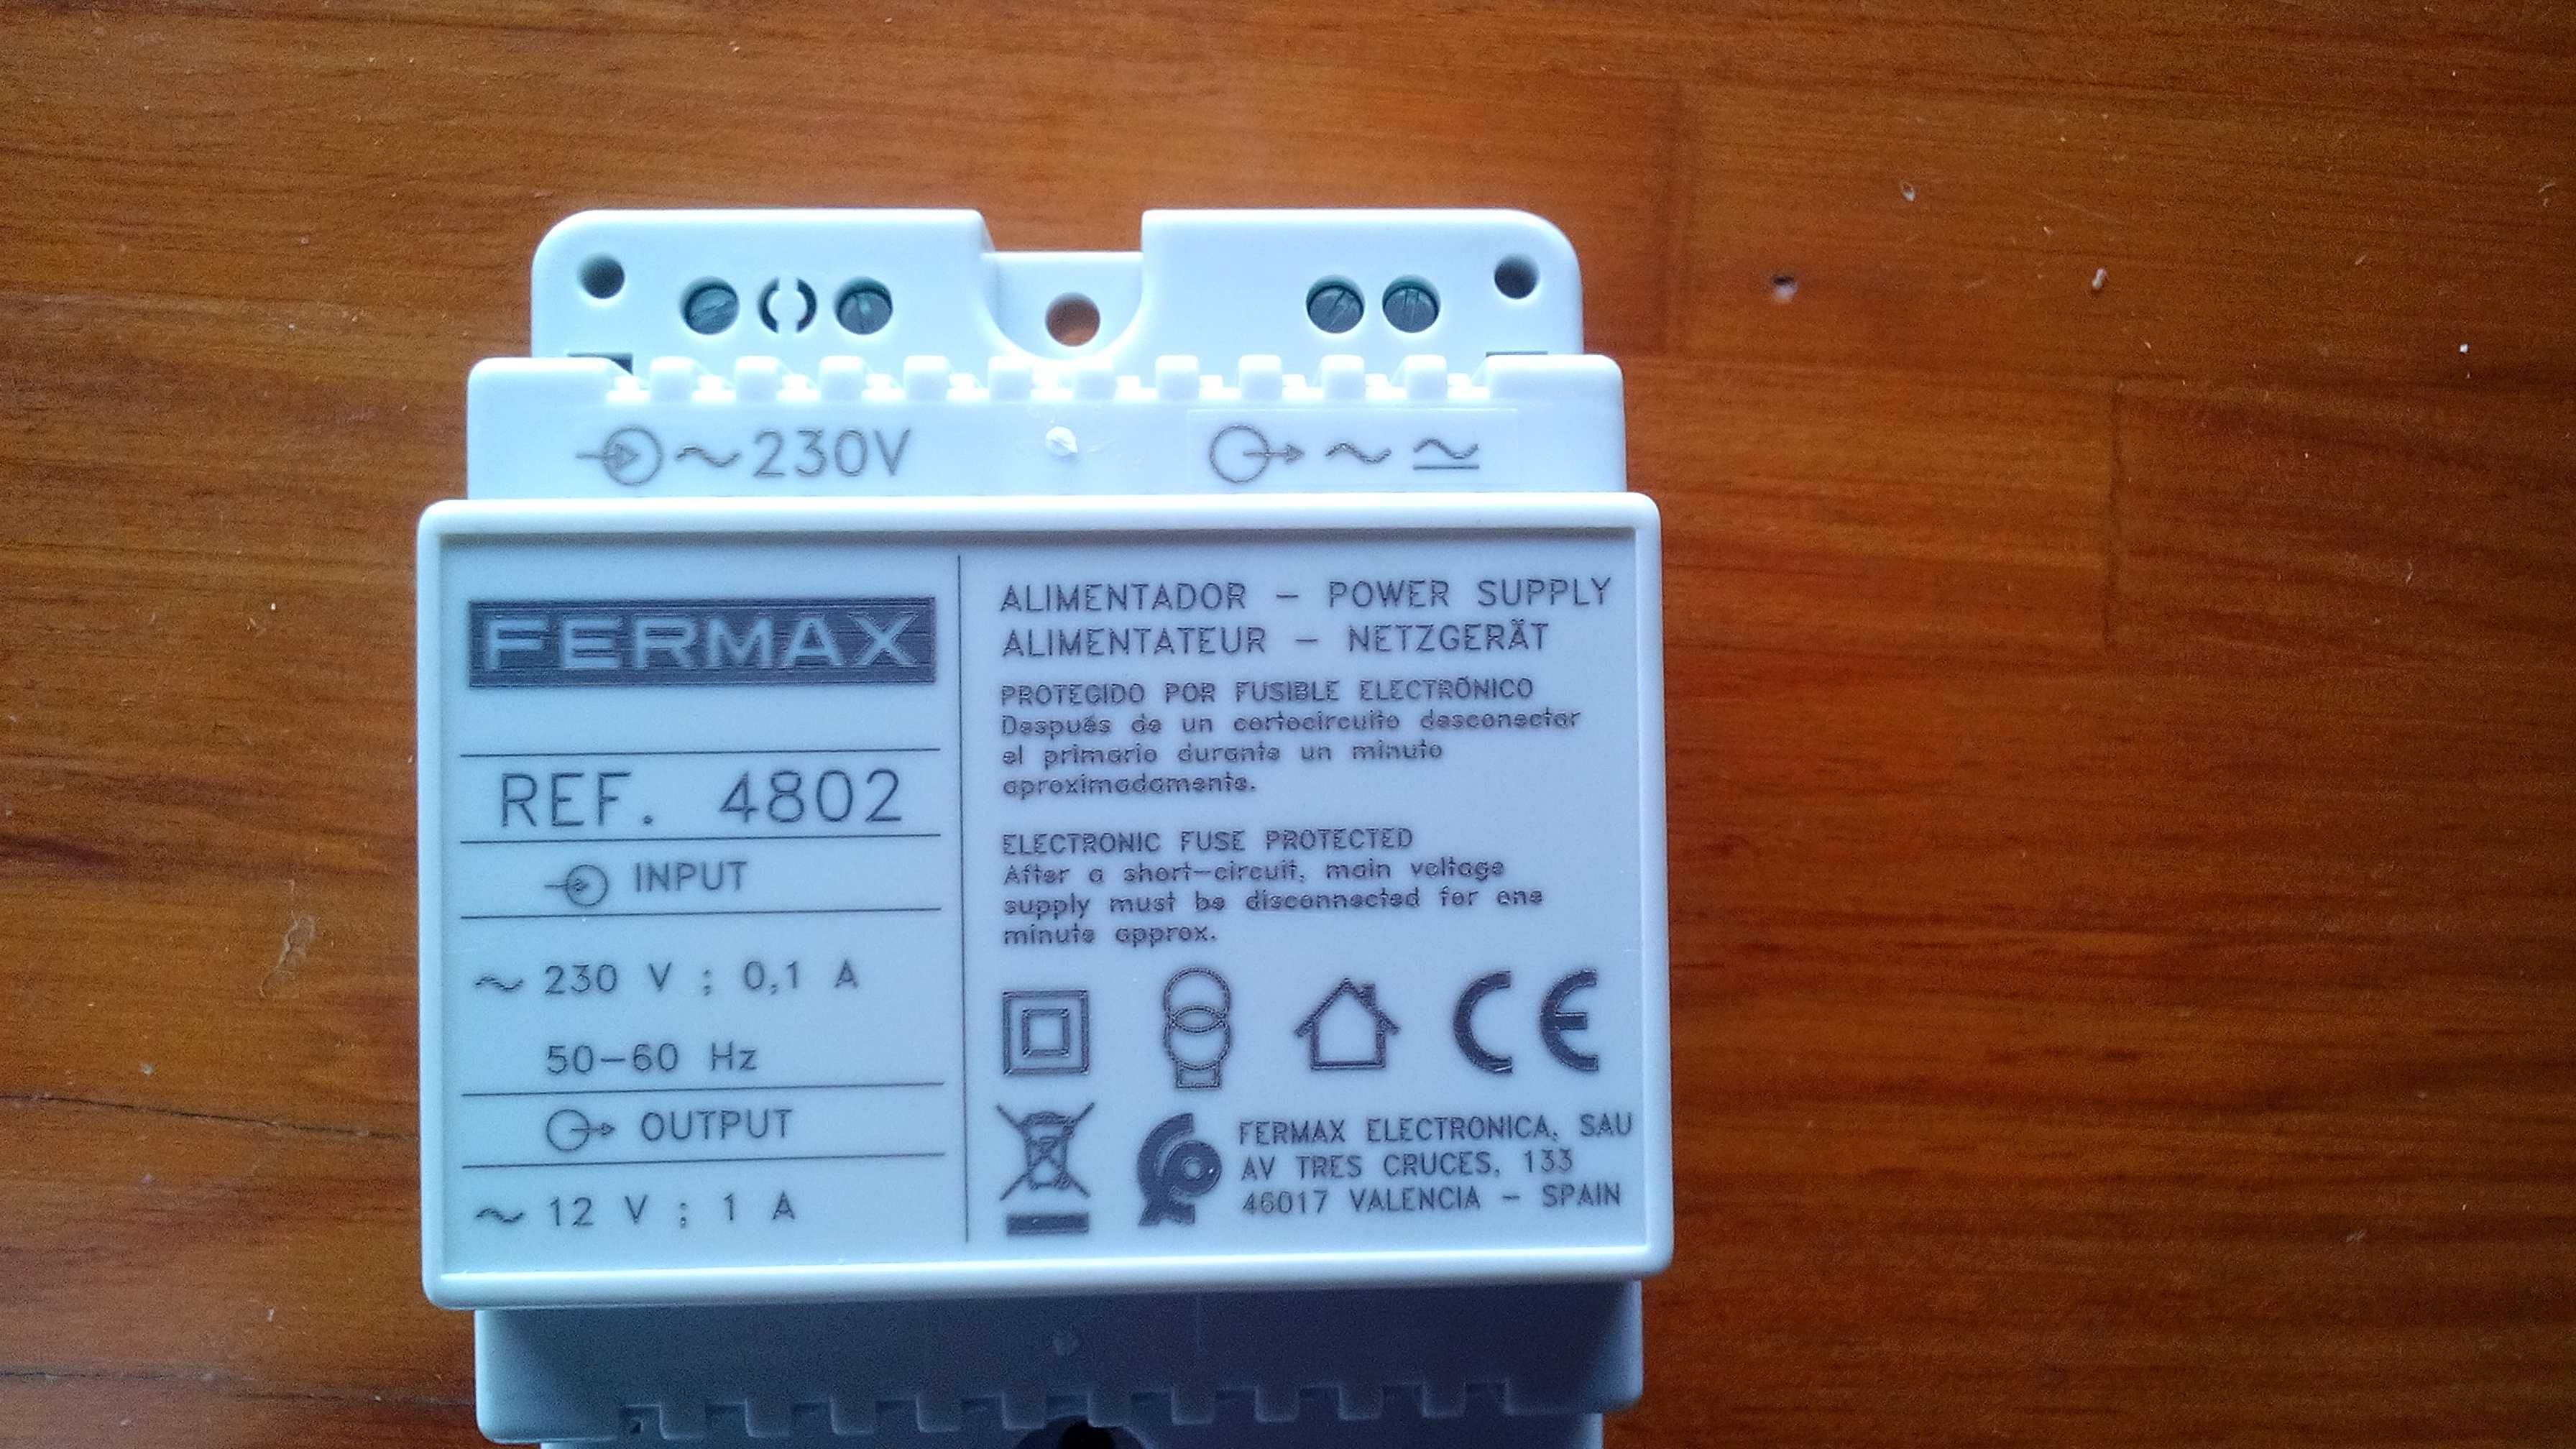 ~230V
~
FERMAX
REF. 4802
INPUT
~ 230 V ; 0,1 A
50-60 Hz
OUTPUT
~ 12 V ; 1 A
ALIMENTADOR - POWER SUPPLY
ALIMENTATEUR - NETZGERÄT
PROTEGIDO POR FUSIBLE ELECTRÓNICO
Después de un cortocircuito desconectar
el primario durante un minuto
aproximadamente.
ELECTRONIC FUSE PROTECTED
After a short-circuit, main voltage
supply must be disconnected for one
minute approx.
CE
FERMAX ELECTRONICA, SAU
AV TRES CRUCES, 133
46017 VALENCIA - SPAIN